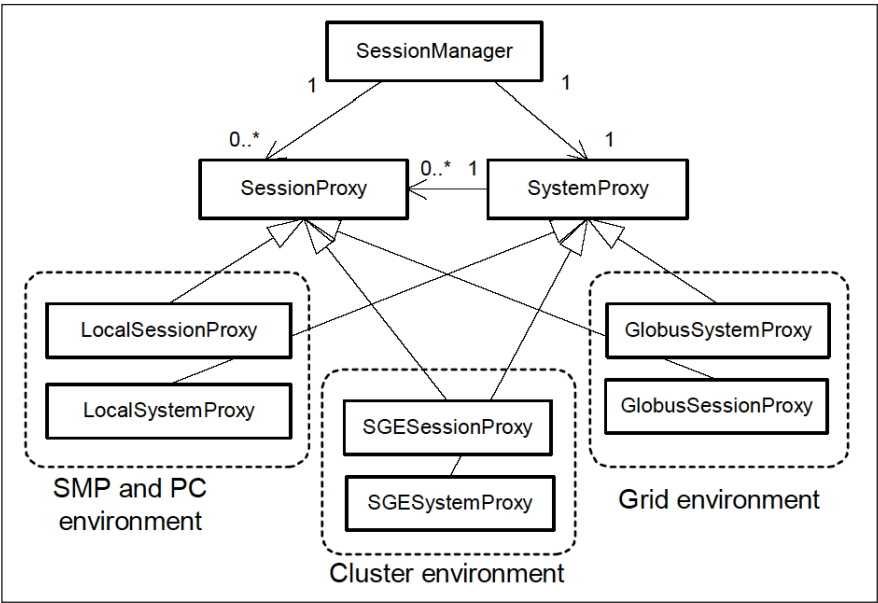 SessionManager
1
1
0..*
1
SessionProxy
0..*
1
SystemProxy
LocalSessionProxy
LocalSystemProxy
SMP and PC
environment
SGESessionProxy
SGESystemProxy
Cluster environment
GlobusSystemProxy
GlobusSessionProxy
Grid environment